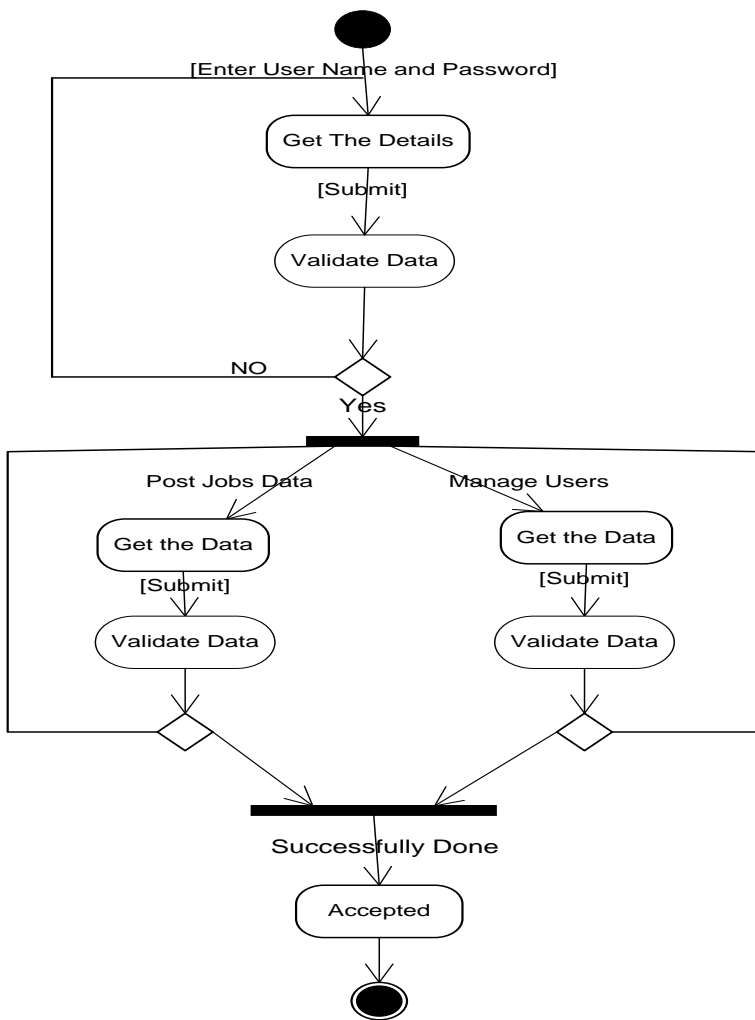 [Enter User Name and Password]
Get The Details
[Submit]
Validate Data
NO
Yes
Post Jobs Data
Manage Users
Get the Data
Get the Data
[Submit]
[Submit]
Validate Data
Validate Data
Successfully Done
Accepted